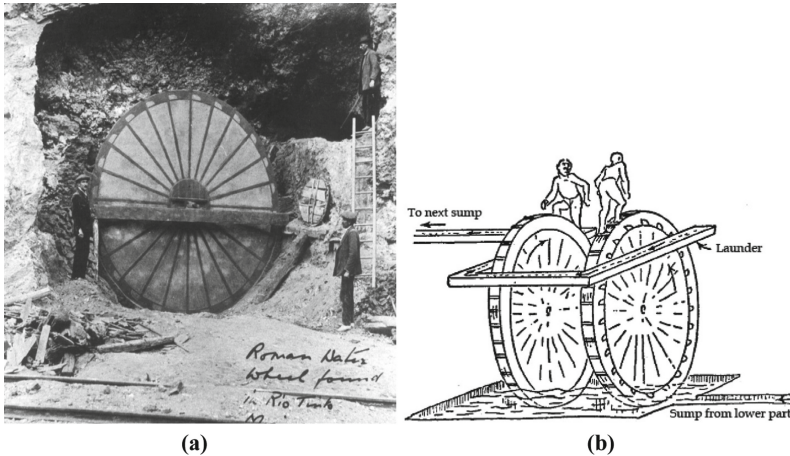 Roman Water
Wheel found
in Rio Tinto
(a)
To next sump
Launder
Sump from lower part
(b)